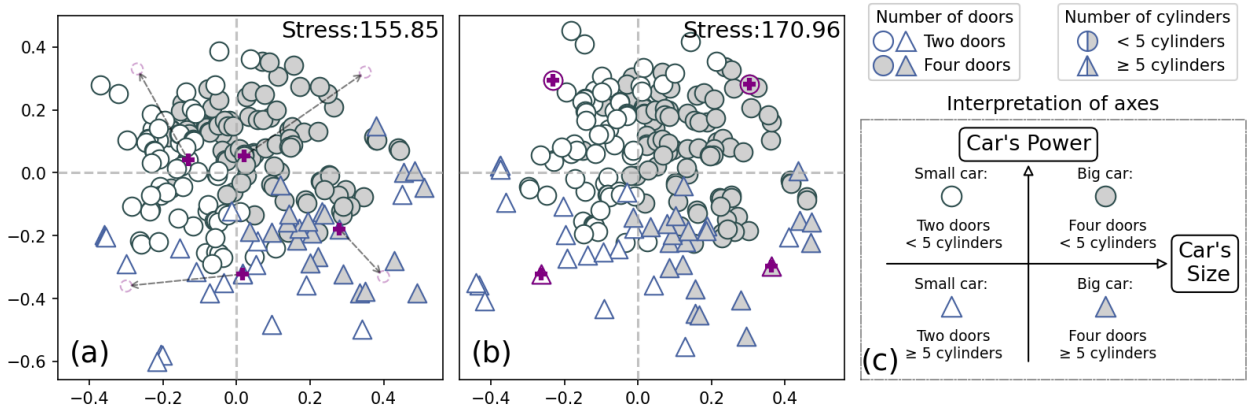 Stress:155.85
0.4
0.2
0.0
−0.2
−0.4
−0.6
(a)
−0.4
−0.2
0.0
0.2
0.4
Stress:170.96
(b)
−0.4
−0.2
0.0
0.2
0.4
Number of doors
Two doors
Four doors
Number of cylinders
< 5 cylinders
≥ 5 cylinders
Interpretation of axes
Car's Power
Small car:
Two doors
< 5 cylinders
Big car:
Four doors
< 5 cylinders
Car's
Size
Small car:
Two doors
≥ 5 cylinders
Big car:
Four doors
≥ 5 cylinders
(c)